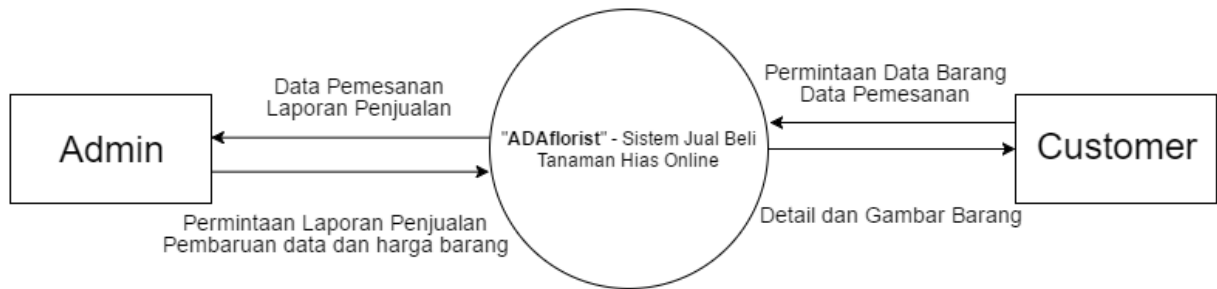 Data Pemesanan
Laporan Penjualan
Permintaan Data Barang
Data Pemesanan
Admin
"ADAflorist" - Sistem Jual Beli
Tanaman Hias Online
Customer
Permintaan Laporan Penjualan
Pembaruan data dan harga barang
Detail dan Gambar Barang